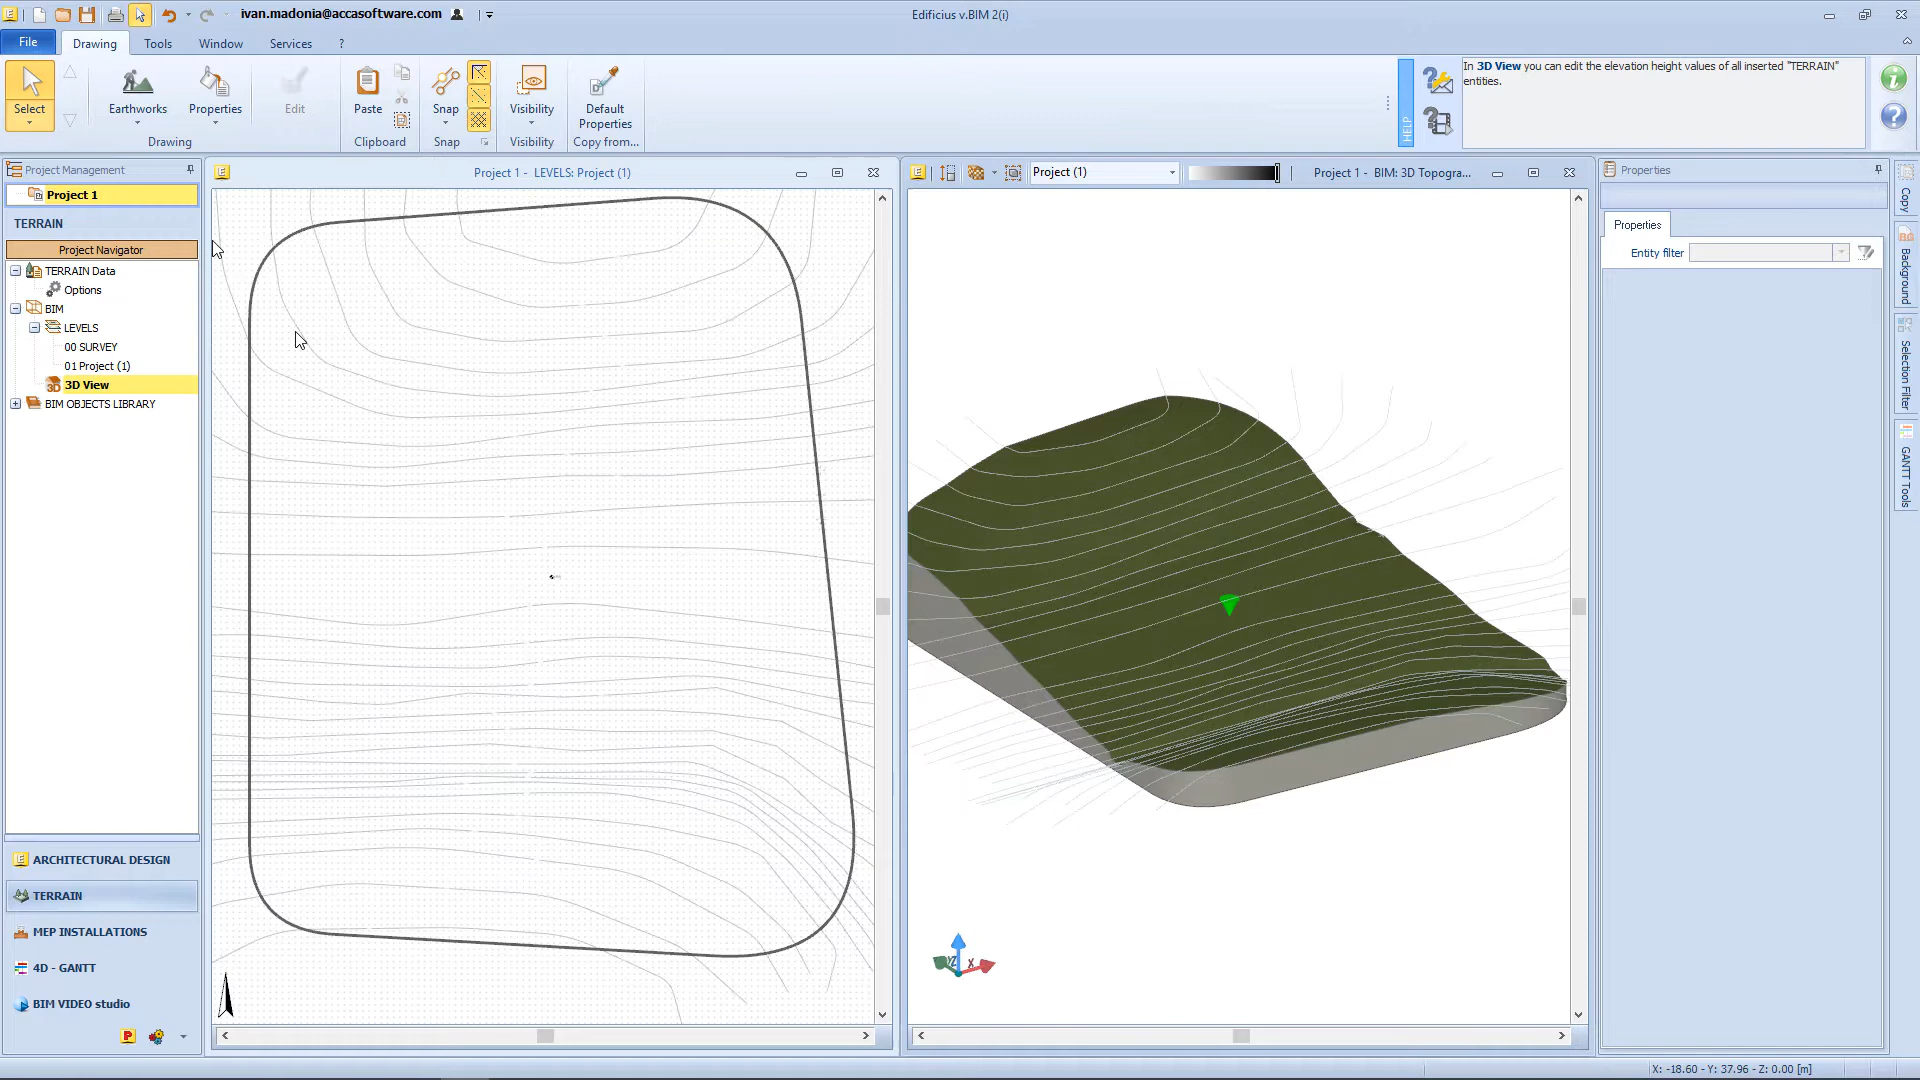 ivan.madonia@accasoftware.com
Edificius v.BIM 2(i)
File
Drawing
Tools
Window
Services
?
Select
Earthworks
Properties
Edit
Paste
Snap
Visibility
Default
Properties
Drawing
Clipboard
Snap
Visibility
Copy from...
HELP
In 3D View you can edit the elevation height values of all inserted "TERRAIN"
entities.
Project Management
Project 1
TERRAIN
Project Navigator
TERRAIN Data
Options
BIM
LEVELS
00 SURVEY
01 Project (1)
3D View
BIM OBJECTS LIBRARY
ARCHITECTURAL DESIGN
TERRAIN
MEP INSTALLATIONS
4D - GANTT
BIM VIDEO studio
Project 1 - LEVELS: Project (1)
Project (1)
Project 1 - BIM: 3D Topogra...
X
Properties
Properties
Entity filter
Copy
Background
Selection Filter
GANTT Tools
X: -18.60 - Y: 37.96 - Z: 0.00 [m]